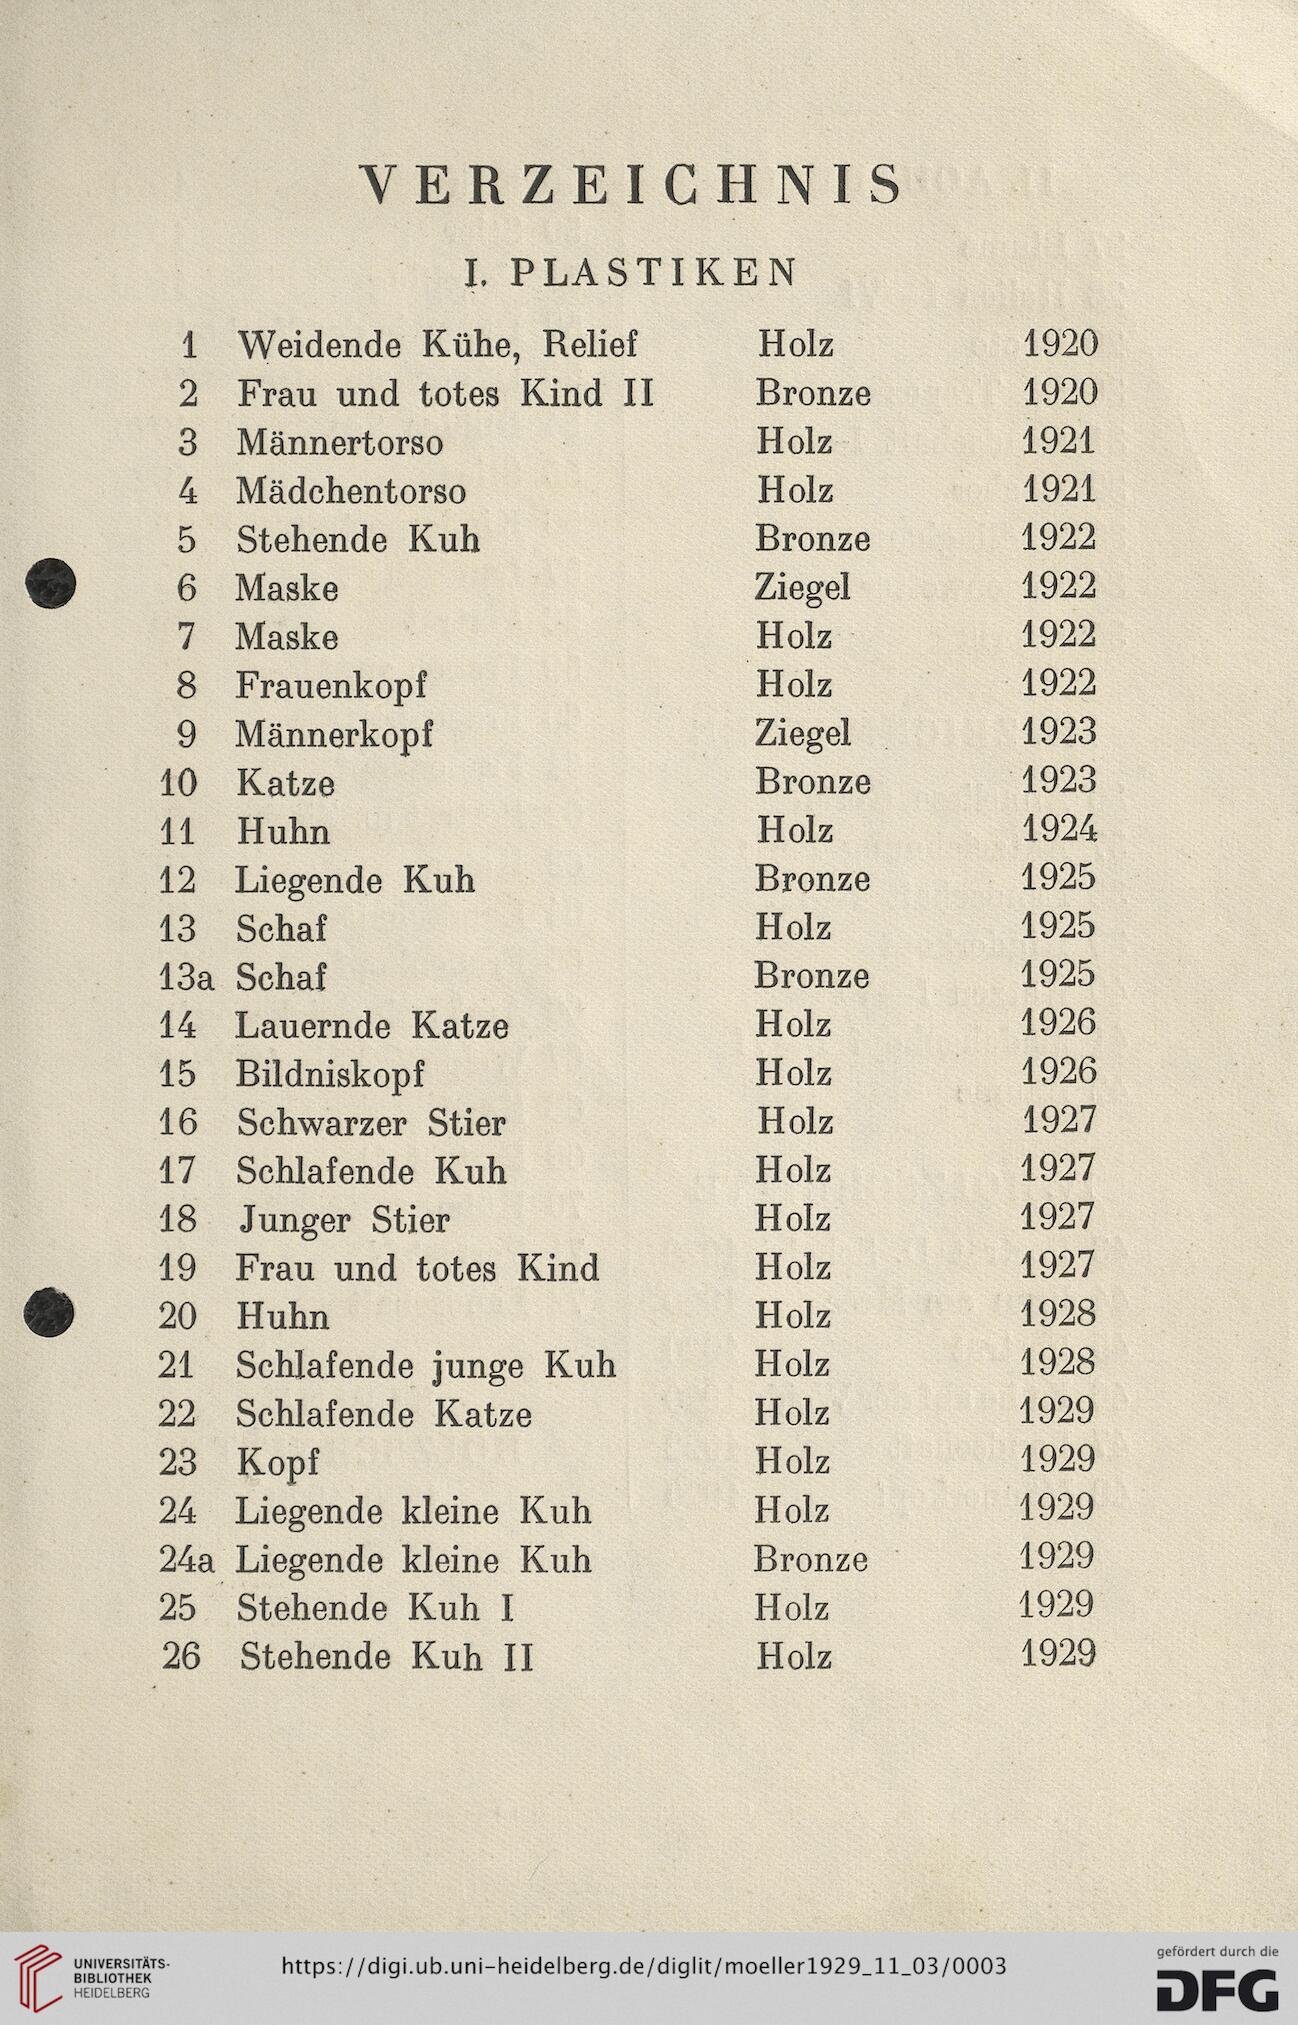 VERZEICHNIS
I. PLASTIKEN
1 Weidende Kühe, Relief Holz 1920
2 Frau und totes Kind II Bronze 1920
3 Männertorso Holz 1921
4 Mädchentorso Holz 1921
5 Stehende Kuh Bronze 1922
6 Maske Ziegel 1922
7 Maske Holz 1922
8 Frauenkopf Holz 1922
9 Männerkopf Ziegel 1923
10 Katze Bronze 1923
11 Huhn Holz 1924
12 Liegende Kuh Bronze 1925
13 Schaf Holz 1925
13a Schaf Bronze 1925
14 Lauernde Katze Holz 1926
15 Bildniskopf Holz 1926
16 Schwarzer Stier Holz 1927
17 Schlafende Kuh Holz 1927
18 Junger Stier Holz 1927
19 Frau und totes Kind Holz 1927
20 Huhn Holz 1928
21 Schlafende junge Kuh Holz 1928
22 Schlafende Katze Holz 1929
23 Kopf Holz 1929
24 Liegende kleine Kuh Holz 1929
24a Liegende kleine Kuh Bronze 1929
25 Stehende Kuh I Holz 1929
26 Stehende Kuh II Holz 1929
UNIVERSITÄTS-
BIBLIOTHEK
HEIDELBERG
https://digi.ub.uni-heidelberg.de/diglit/moeller1929_11_03/0003
gefördert durch die
DFG